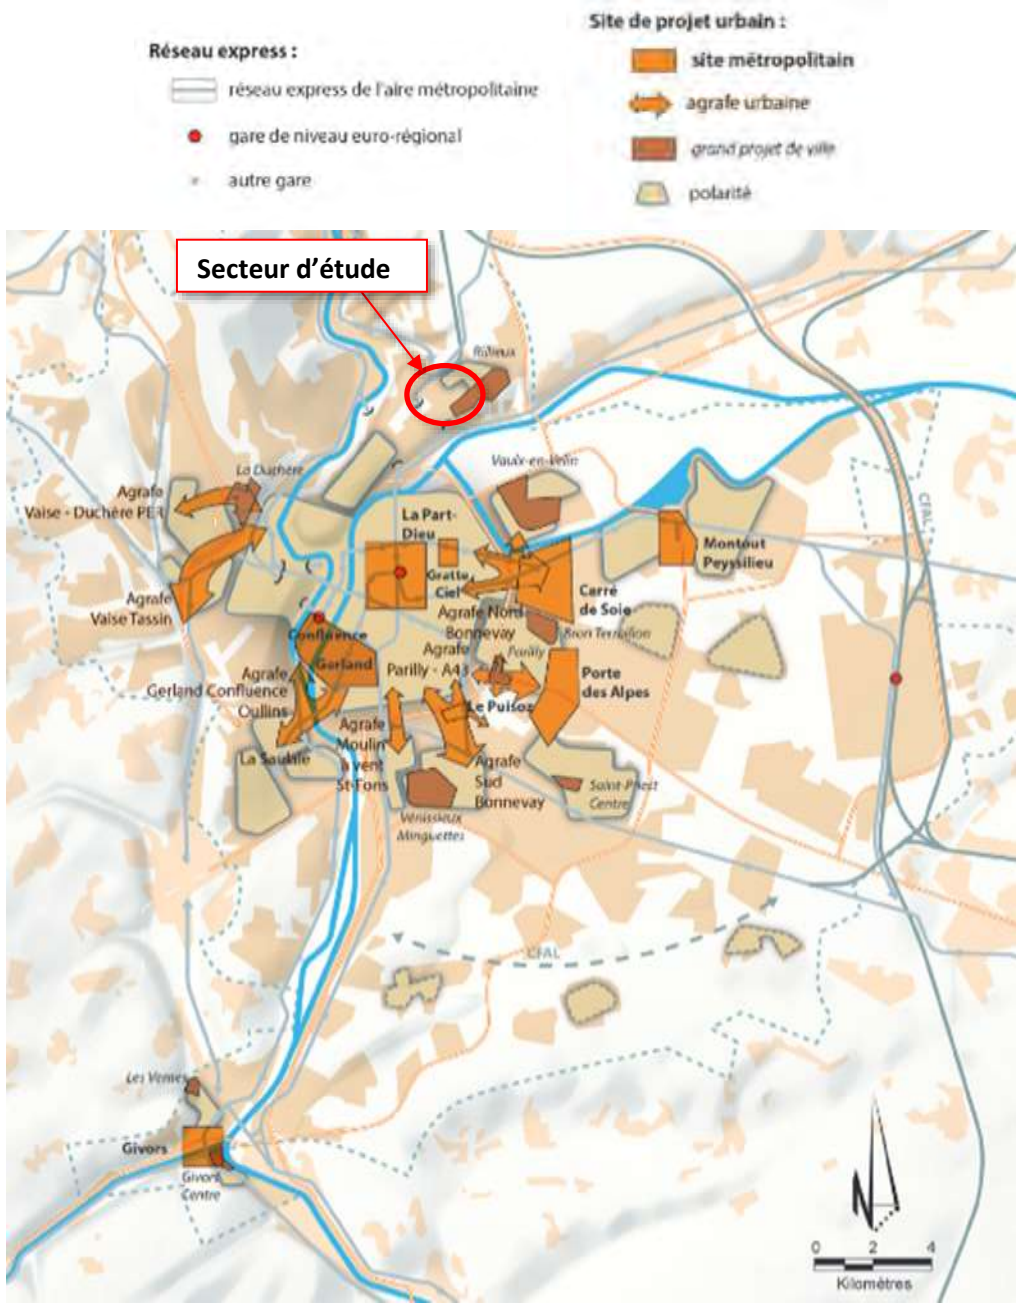 Réseau express :
réseau express de l'aire métropolitaine
gare de niveau euro-régional
autre gare
Site de projet urbain :
site métropolitain
agrafe urbaine
grand projet de ville
polarité
Secteur d'étude
Rillieux
La Duchère
Agrafe
Vaise - Duchère PER
Vaulx-en-Velin
La Part-
Dieu
Gratte
Ciel
Montout
Peyssilieu
CFAL
Agrafe
Vaise Tassin
Carré
de Soie
Agrafe Nord
Bonnevay
Bron Terraillon
Confluence
Gerland
Agrafe
Parilly - A43
Parilly
Porte
des Alpes
Agrafe
Gerland Confluence
Oullins
Le Puisoz
Agrafe
Moulin
à vent
St-Fons
La Saulaie
Agrafe
Sud
Bonnevay
Saint-Priest
Centre
Vénissieux
Minguettes
CFAL
Les Vernes
Givors
Givors
Centre
N
0 2 4
Kilomètres